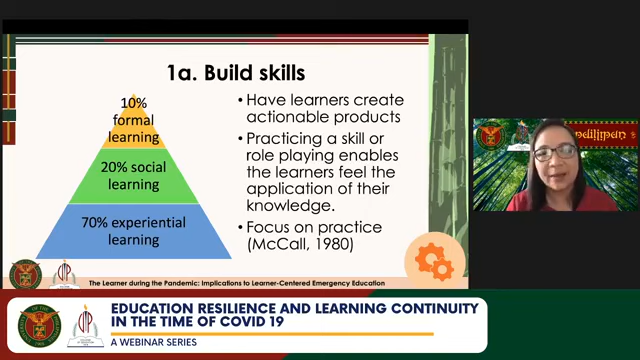 1a. Build skills
10%
formal
learning
20% social
learning
70% experiential
learning
• Have learners create
actionable products
• Practicing a skill or
role playing enables
the learners feel the
application of their
knowledge.
• Focus on practice
(McCall, 1980)
The Learner during the Pandemic: Implications to Learner-Centered Emergency Education
EDUCATION RESILIENCE AND LEARNING CONTINUITY
IN THE TIME OF COVID 19
A WEBINAR SERIES